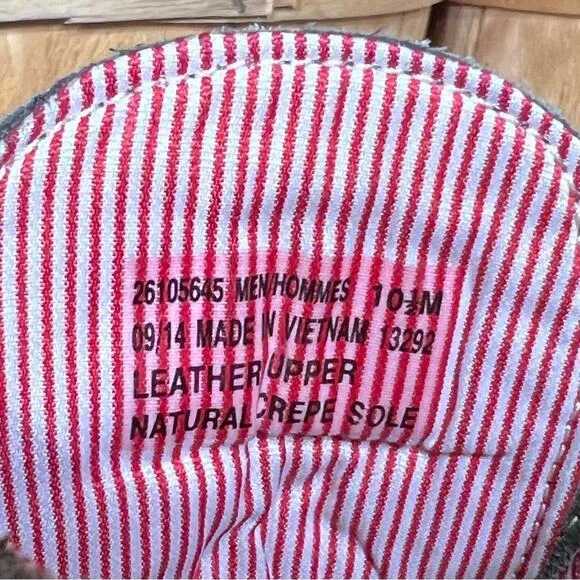 26105645 MEN/HOMMES 10½M
09/14 MADE IN VIETNAM 13292
LEATHER UPPER
NATURAL CREPE SOLE